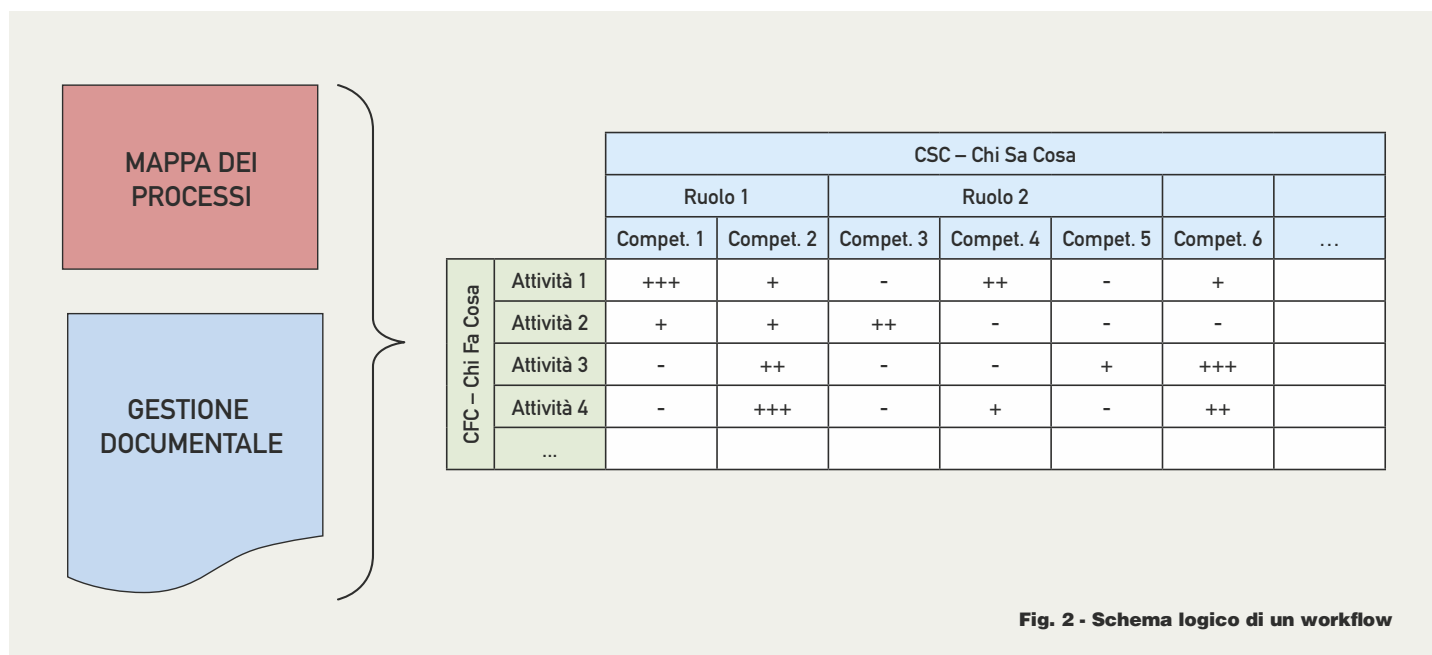 MAPPA DEI
PROCESSI
GESTIONE
DOCUMENTALE
CSC – Chi Sa Cosa
Ruolo 1 Ruolo 2
Compet. 1 Compet. 2 Compet. 3 Compet. 4 Compet. 5 Compet. 6 ...
CFC – Chi Fa Cosa
Attività 1 +++ + - ++ - +
Attività 2 + + ++ - - -
Attività 3 - ++ - - + +++
Attività 4 - +++ - + - ++
...
Fig. 2 - Schema logico di un workflow